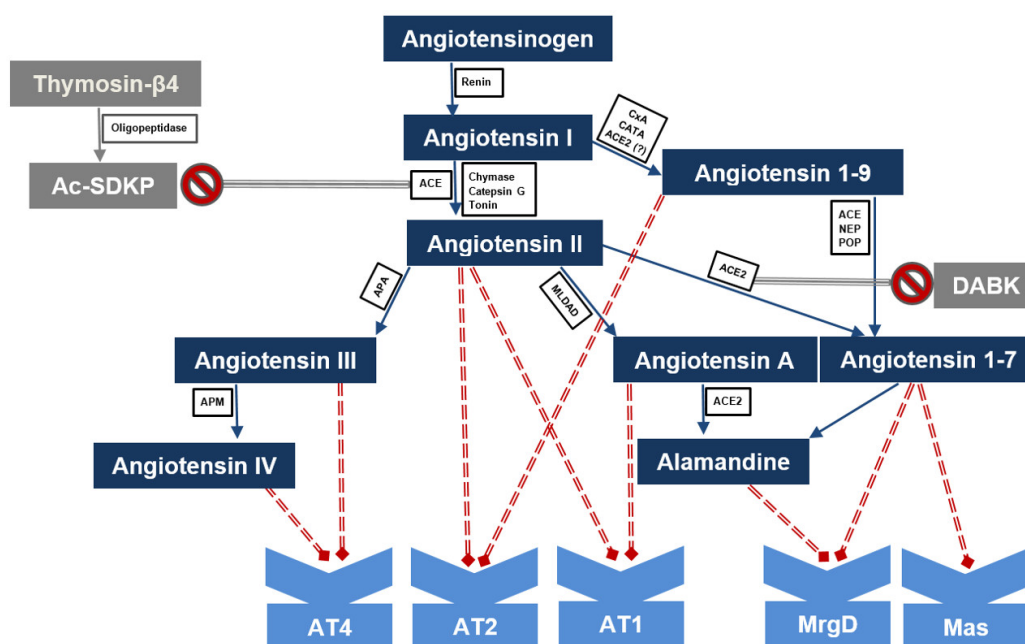 Angiotensinogen
Thymosin-β4
Renin
Oligopeptidase
Angiotensin I
CxA
CATA
ACE2 (?)
Ac-SDKP
ACE
Chymase
Catepsin G
Tonin
Angiotensin 1-9
ACE
NEP
POP
Angiotensin II
APA
MLDAD
ACE2
DABK
Angiotensin III
Angiotensin A
Angiotensin 1-7
APM
ACE2
Angiotensin IV
Alamandine
AT4
AT2
AT1
MrgD
Mas